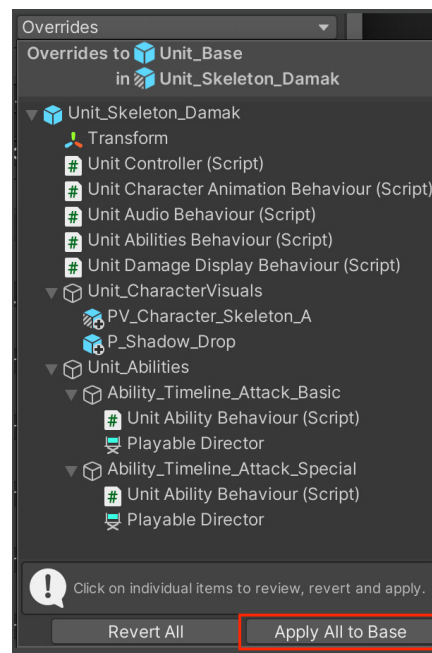 Overrides
Overrides to Unit_Base
in Unit_Skeleton_Damak
Unit_Skeleton_Damak
Transform
# Unit Controller (Script)
# Unit Character Animation Behaviour (Script)
# Unit Audio Behaviour (Script)
# Unit Abilities Behaviour (Script)
# Unit Damage Display Behaviour (Script)
Unit_CharacterVisuals
PV_Character_Skeleton_A
P_Shadow_Drop
Unit_Abilities
Ability_Timeline_Attack_Basic
# Unit Ability Behaviour (Script)
Playable Director
Ability_Timeline_Attack_Special
# Unit Ability Behaviour (Script)
Playable Director
! Click on individual items to review, revert and apply.
Revert All Apply All to Base